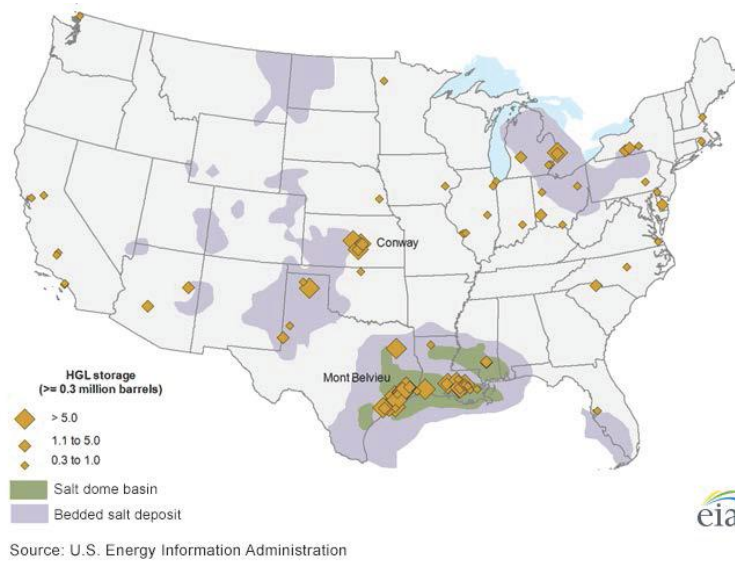 Conway
Mont Belvieu
HGL storage
(>= 0.3 million barrels)
> 5.0
1.1 to 5.0
0.3 to 1.0
Salt dome basin
Bedded salt deposit
eia
Source: U.S. Energy Information Administration